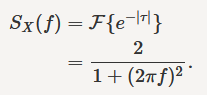 S_X(f) = \mathcal{F}\{e^{-|\tau|}\}
= \frac{2}{1 + (2\pi f)^2}.